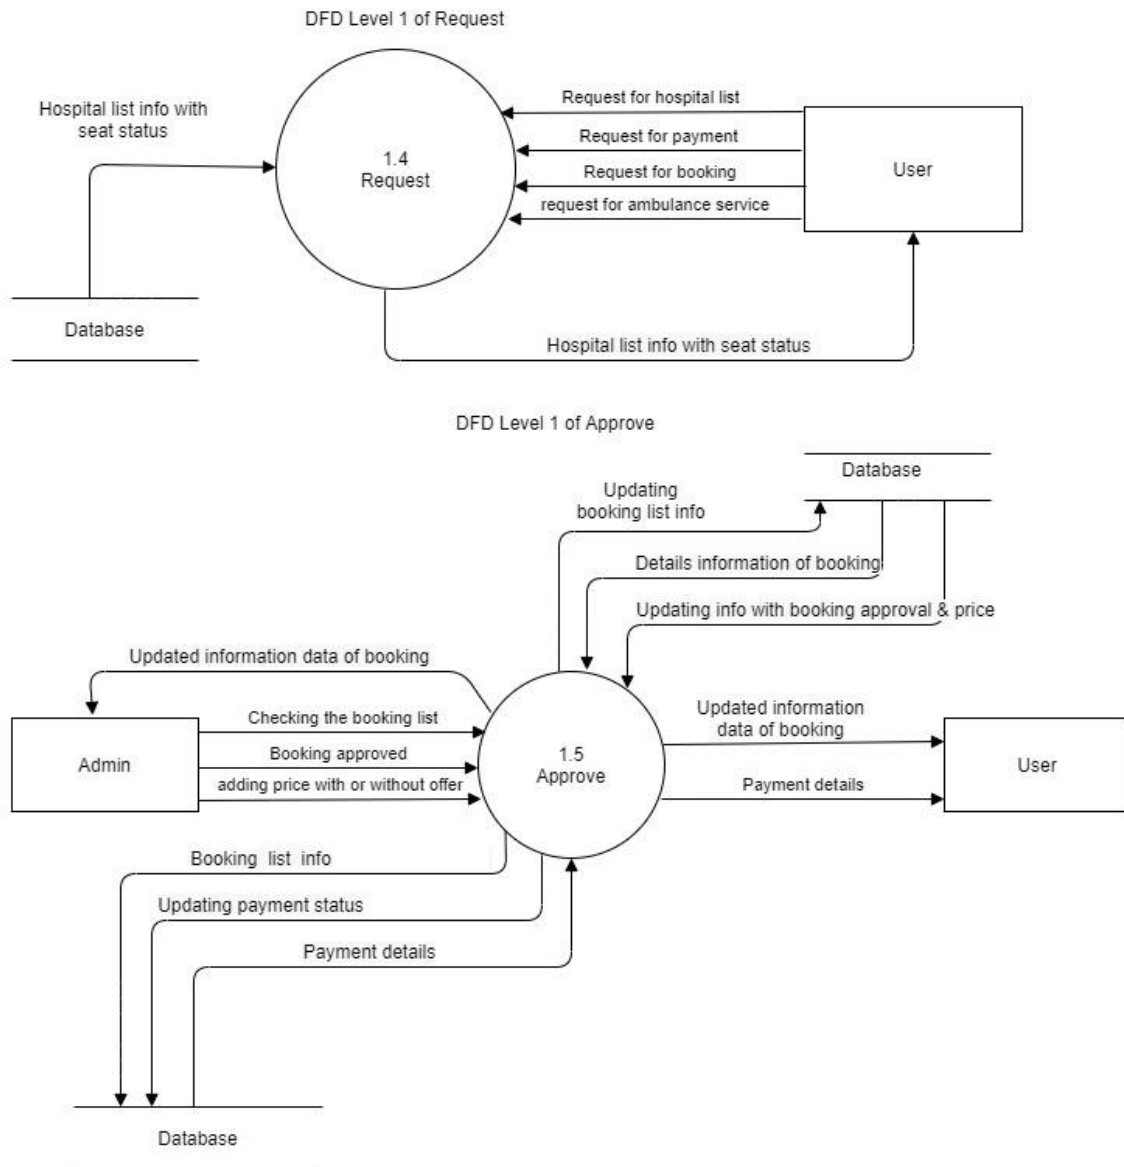 DFD Level 1 of Request
Hospital list info with
seat status
Request for hospital list
Request for payment
1.4
Request
Request for booking
User
request for ambulance service
Database
Hospital list info with seat status
DFD Level 1 of Approve
Database
Updating
booking list info
Details information of booking
Updating info with booking approval & price
Updated information data of booking
Checking the booking list
Updated information
data of booking
Admin
Booking approved
1.5
Approve
User
adding price with or without offer
Payment details
Booking list info
Updating payment status
Payment details
Database